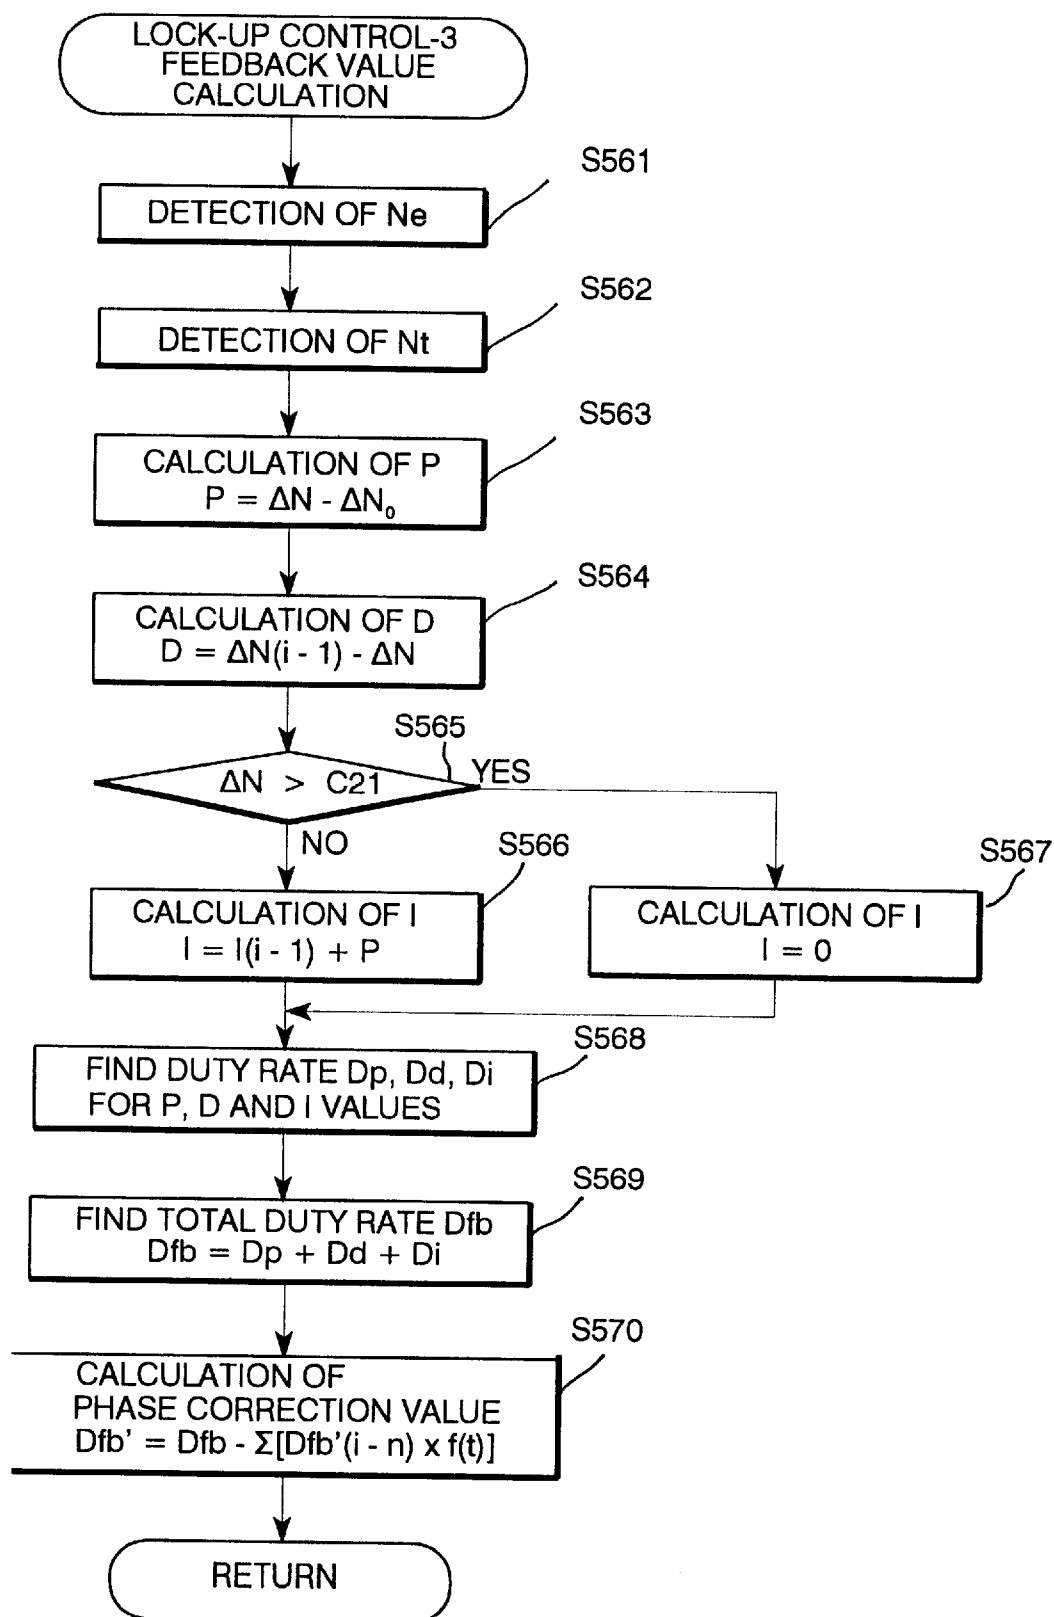 LOCK-UP CONTROL-3
FEEDBACK VALUE
CALCULATION
S561
DETECTION OF Ne
S562
DETECTION OF Nt
S563
CALCULATION OF P
P = ΔN - ΔN₀
S564
CALCULATION OF D
D = ΔN(i - 1) - ΔN
S565
ΔN > C21
YES
NO
S566
CALCULATION OF I
I = I(i - 1) + P
S567
CALCULATION OF I
I = 0
S568
FIND DUTY RATE Dp, Dd, Di
FOR P, D AND I VALUES
S569
FIND TOTAL DUTY RATE Dfb
Dfb = Dp + Dd + Di
S570
CALCULATION OF
PHASE CORRECTION VALUE
Dfb' = Dfb - Σ[Dfb'(i - n) x f(t)]
RETURN